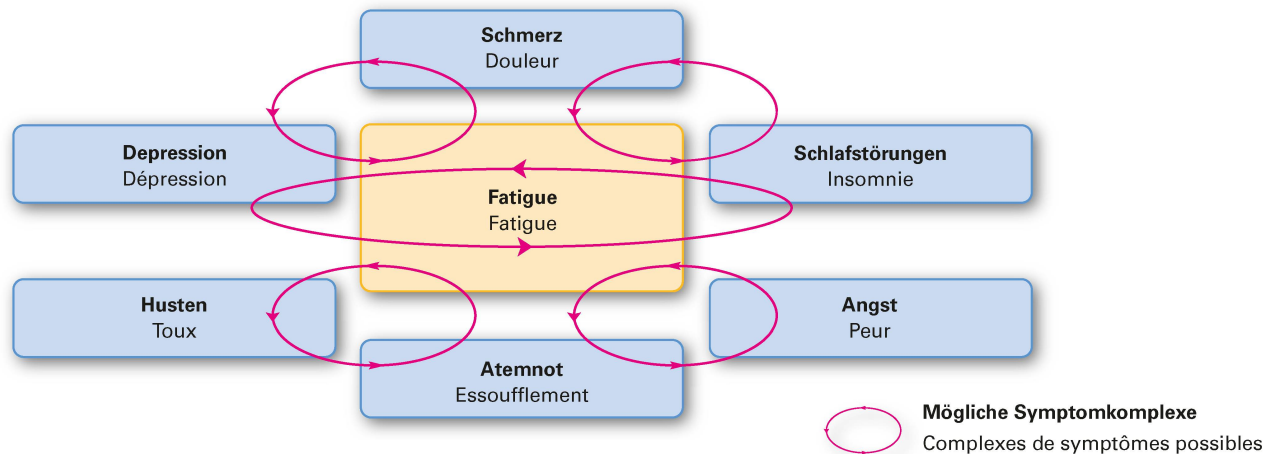 Schmerz
Douleur
Depression
Dépression
Fatigue
Fatigue
Schlafstörungen
Insomnie
Husten
Toux
Atemnot
Essoufflement
Angst
Peur
Mögliche Symptomkomplexe
Complexes de symptômes possibles